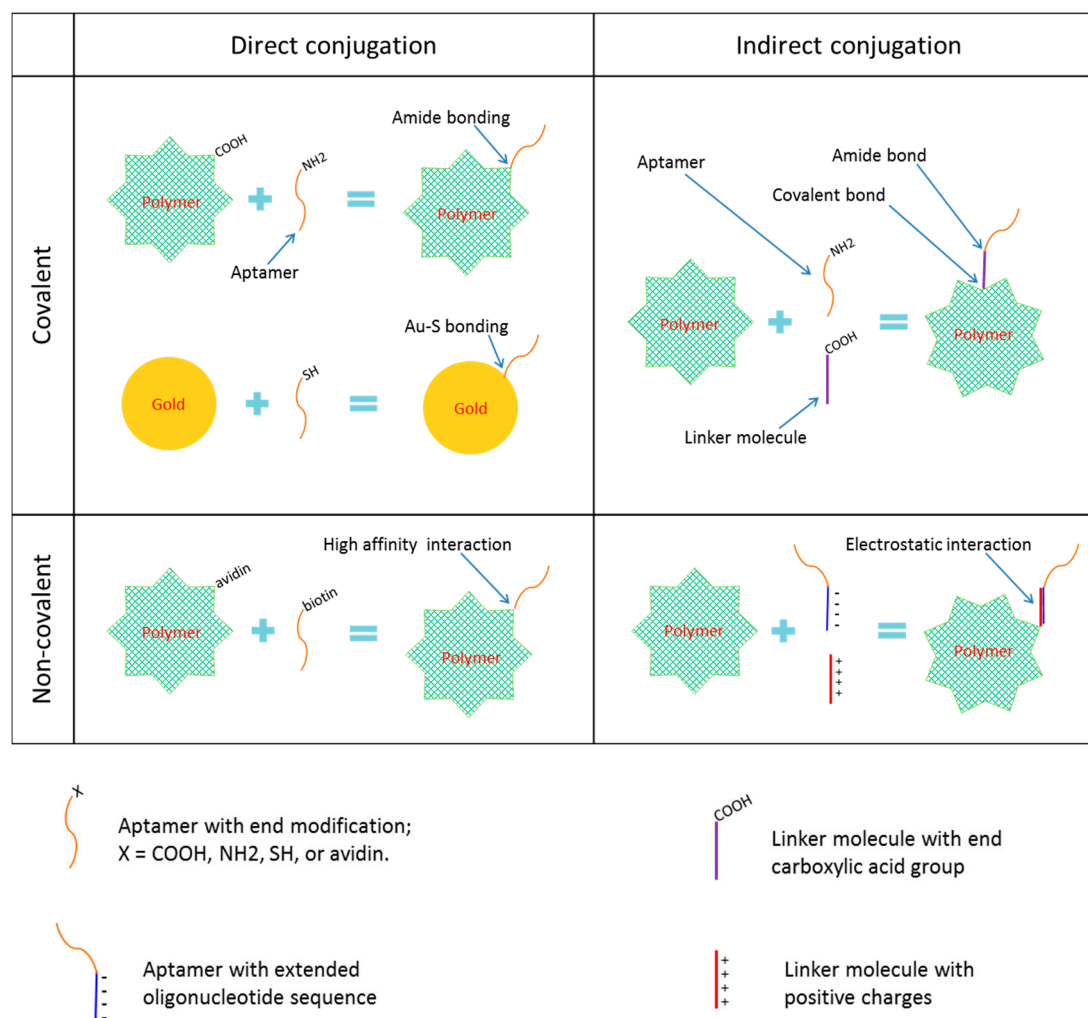 Direct conjugation
Indirect conjugation
Covalent
COOH
Polymer
NH2
Aptamer
Amide bonding
Polymer
Gold
SH
Au-S bonding
Gold
Aptamer
Amide bond
Covalent bond
Polymer
NH2
COOH
Linker molecule
Polymer
Non-covalent
avidin
Polymer
biotin
High affinity interaction
Polymer
Polymer
-
-
-
-
+
+
+
+
Electrostatic interaction
Polymer
X
Aptamer with end modification;
X = COOH, NH2, SH, or avidin.
COOH
Linker molecule with end
carboxylic acid group
-
-
-
-
Aptamer with extended
oligonucleotide sequence
+
+
+
+
Linker molecule with
positive charges